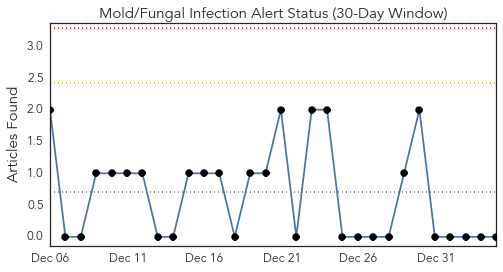 Mold/Fungal Infection Alert Status (30-Day Window)
Articles Found
3.0
2.5
2.0
1.5
1.0
0.5
0.0
Dec 06 Dec 11 Dec 16 Dec 21 Dec 26 Dec 31